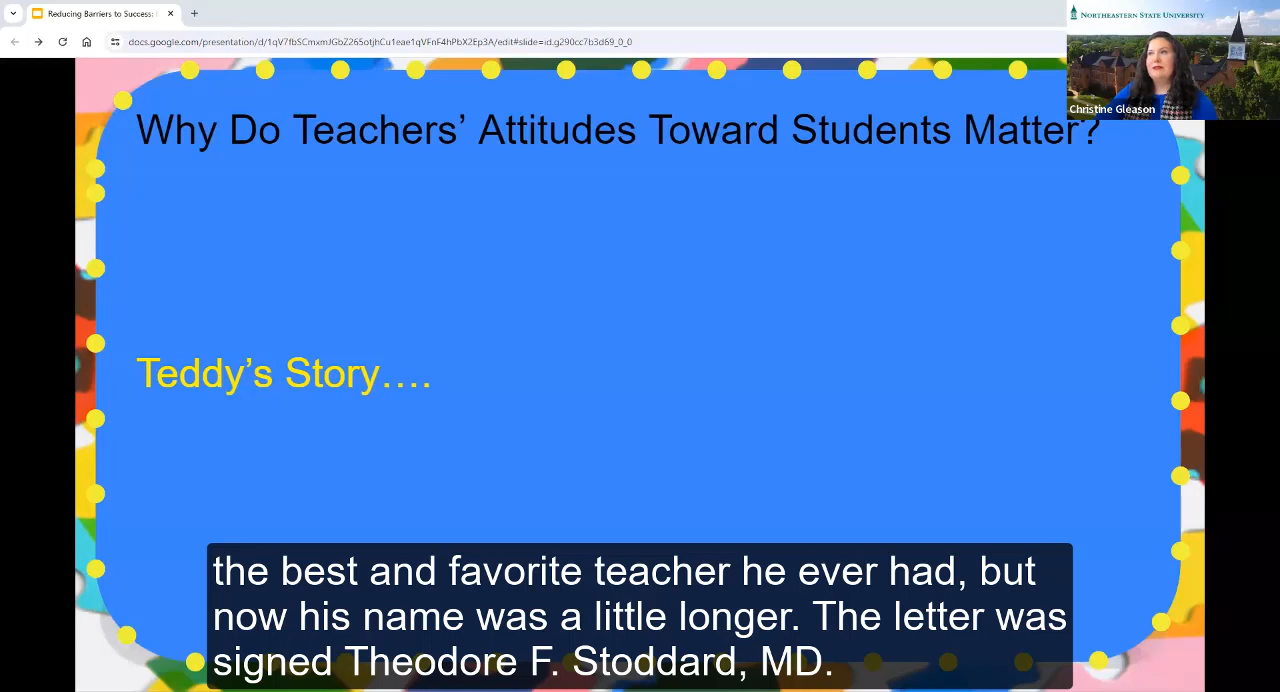 Reducing Barriers to Success: i
docs.google.com/presentation/d/1qV7fbSCmxmJGbZ265qlhCu1eae1qVFnF4hPbX2Ep3A/edit#slide=id.g290cc7b3d69_0_0
NORTHEASTERN STATE UNIVERSITY
Christine Gleason
Why Do Teachers’ Attitudes Toward Students Matter?
Teddy’s Story….
the best and favorite teacher he ever had, but
now his name was a little longer. The letter was
signed Theodore F. Stoddard, MD.